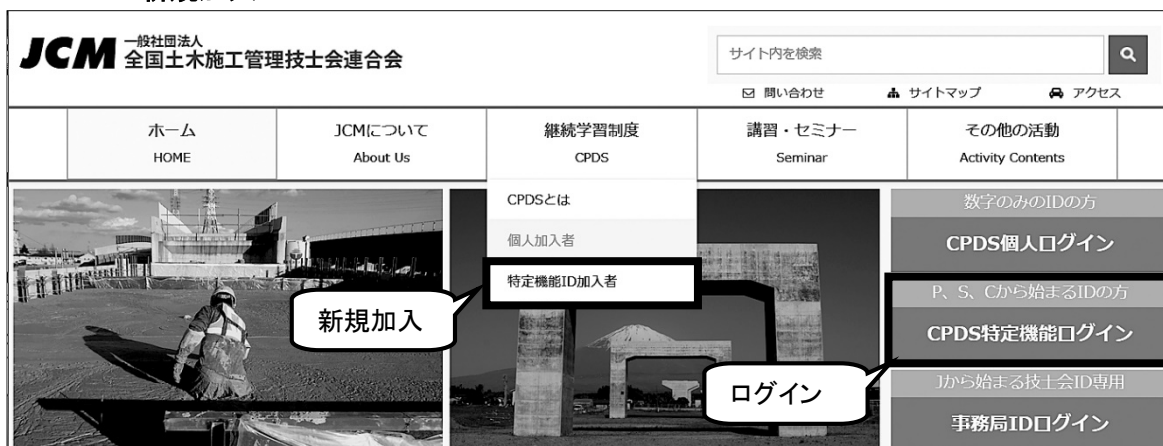 JCM 一般社団法人
全国土木施工管理技士会連合会
サイト内を検索
問い合わせ サイトマップ アクセス
ホーム JCMについて 継続学習制度 講習・セミナー その他の活動
HOME About Us CPDS Seminar Activity Contents
CPDSとは
個人加入者
特定機能ID加入者
新規加入
数字のみのIDの方
CPDS個人ログイン
P、S、Cから始まるIDの方
CPDS特定機能ログイン
ログイン
Jから始まる技士会ID専用
事務局IDログイン